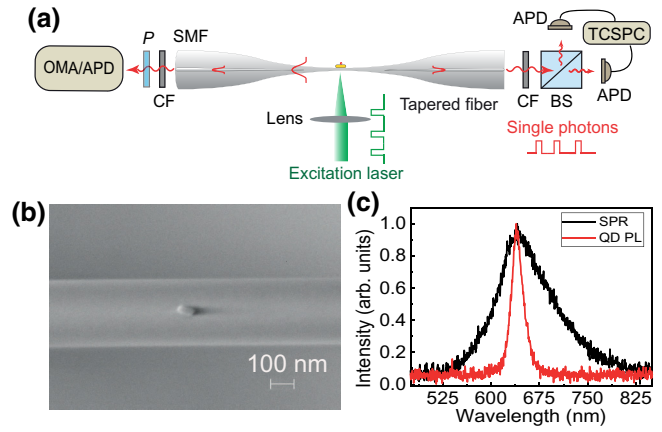 (a)
P
CF
SMF
OMA/APD
Lens
Excitation laser
Tapered fiber
CF
BS
APD
APD
TCSPC
Single photons
(b)
100 nm
(c)
SPR
QD PL
Intensity (arb. units)
1.0
0.8
0.6
0.4
0.2
0.0
525 600 675 750 825
Wavelength (nm)